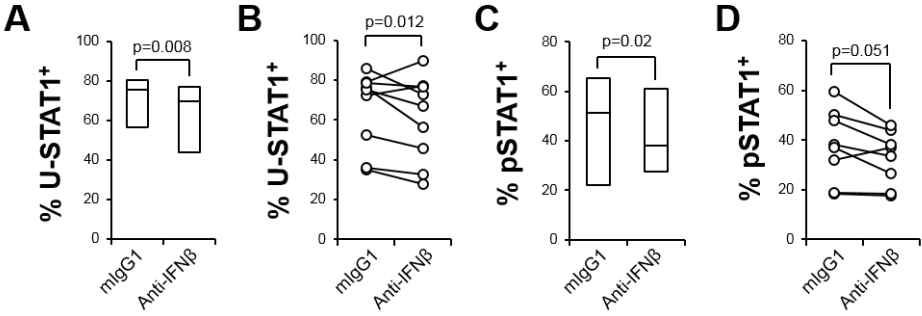 A
% U-STAT1+
100
80
60
40
20
0
p=0.008
mIgG1
Anti-IFNβ
B
% U-STAT1+
100
80
60
40
20
0
p=0.012
mIgG1
Anti-IFNβ
C
% pSTAT1+
80
60
40
20
0
p=0.02
mIgG1
Anti-IFNβ
D
% pSTAT1+
80
60
40
20
0
p=0.051
mIgG1
Anti-IFNβ